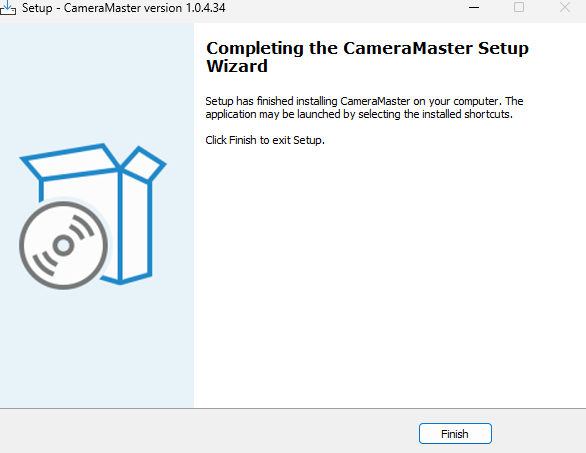 Setup - CameraMaster version 1.0.4.34
Completing the CameraMaster Setup
Wizard
Setup has finished installing CameraMaster on your computer. The
application may be launched by selecting the installed shortcuts.
Click Finish to exit Setup.
Finish